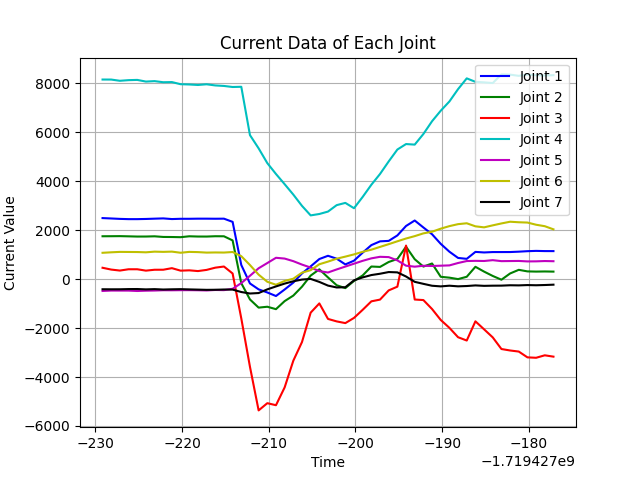 Current Data of Each Joint
Joint 1
Joint 2
Joint 3
Joint 4
Joint 5
Joint 6
Joint 7
8000
6000
4000
2000
0
−2000
−4000
−6000
Current Value
−230
−220
−210
−200
−190
−180
Time
−1.719427e9